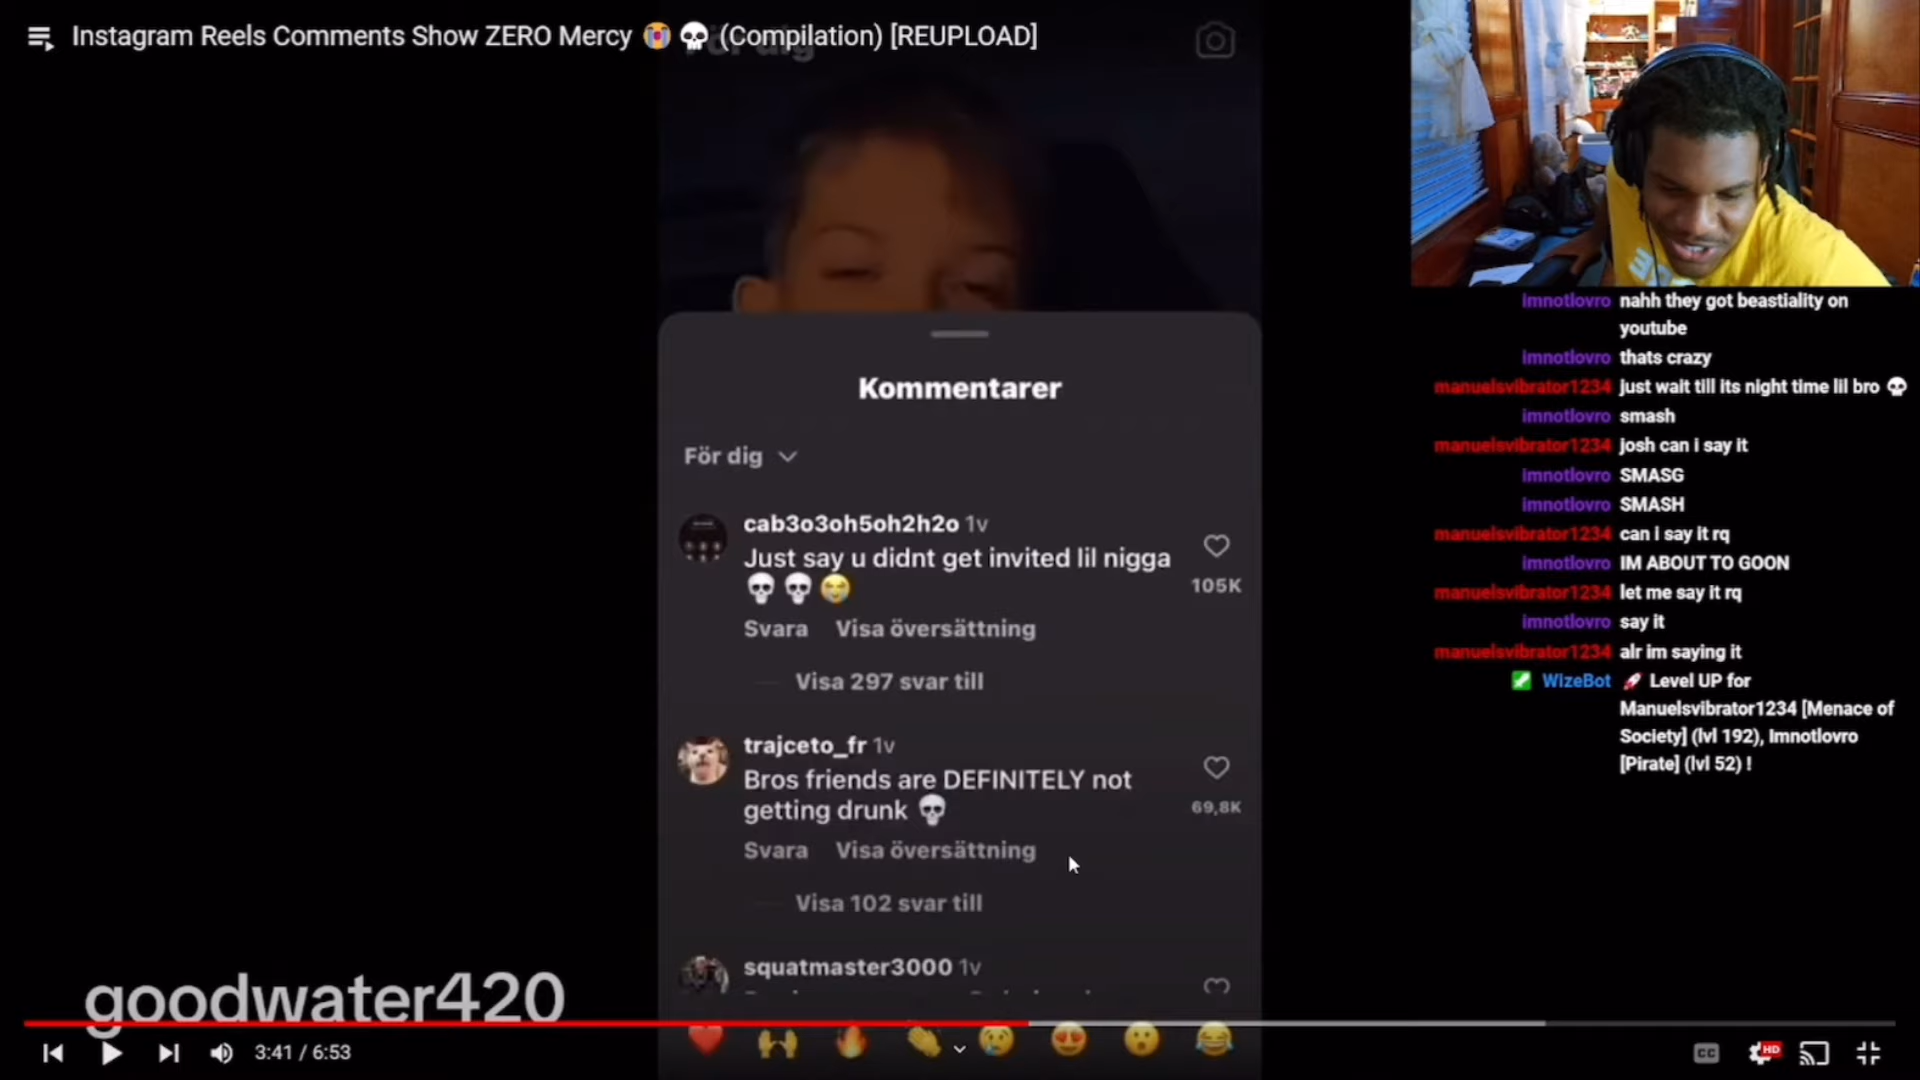 Instagram Reels Comments Show ZERO Mercy 😭 💀 (Compilation) [REUPLOAD]
För dig
Kommentarer
För dig
cab3o3oh5oh2h2o 1v
Just say u didnt get invited lil nigga
💀💀😭
105K
Svara Visa översättning
Visa 297 svar till
trajceto_fr 1v
Bros friends are DEFINITELY not
getting drunk 💀
69,8K
Svara Visa översättning
Visa 102 svar till
squatmaster3000 1v
goodwater420
3:41 / 6:53
CC
HD
imnotlovro nahh they got beastiality on
youtube
imnotlovro thats crazy
manuelsvibrator1234 just wait till its night time lil bro 💀
imnotlovro smash
manuelsvibrator1234 josh can i say it
imnotlovro SMASG
imnotlovro SMASH
manuelsvibrator1234 can I say it rq
imnotlovro IM ABOUT TO GOON
manuelsvibrator1234 let me say it rq
imnotlovro say it
manuelsvibrator1234 alr im saying it
WizeBot 🚀 Level UP for
Manuelsvibrator1234 [Menace of
Society] (lvl 192), Imnotlovro
[Pirate] (lvl 52) !